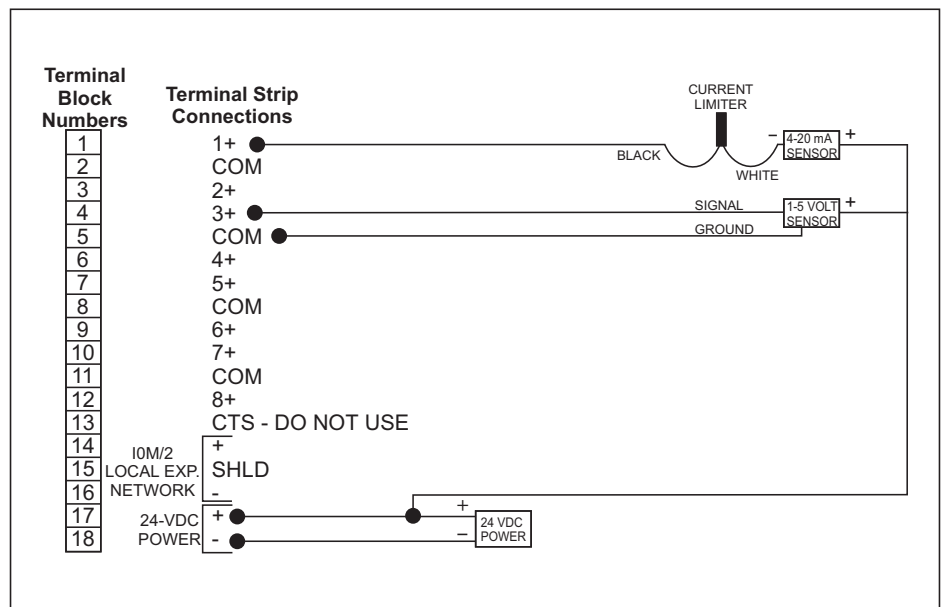 Terminal
Block
Numbers
Terminal Strip
Connections
CURRENT
LIMITER
1
1+
BLACK
WHITE
−
4-20 mA
SENSOR
+
2
COM
3
2+
4
3+
SIGNAL
1-5 VOLT
SENSOR
+
5
COM
GROUND
6
4+
7
5+
8
COM
9
6+
10
7+
11
COM
12
8+
13
CTS - DO NOT USE
14
+
15
SHLD
16
-
I0M/2
LOCAL EXP.
NETWORK
17
+
18
-
24-VDC
POWER
+
−
24 VDC
POWER